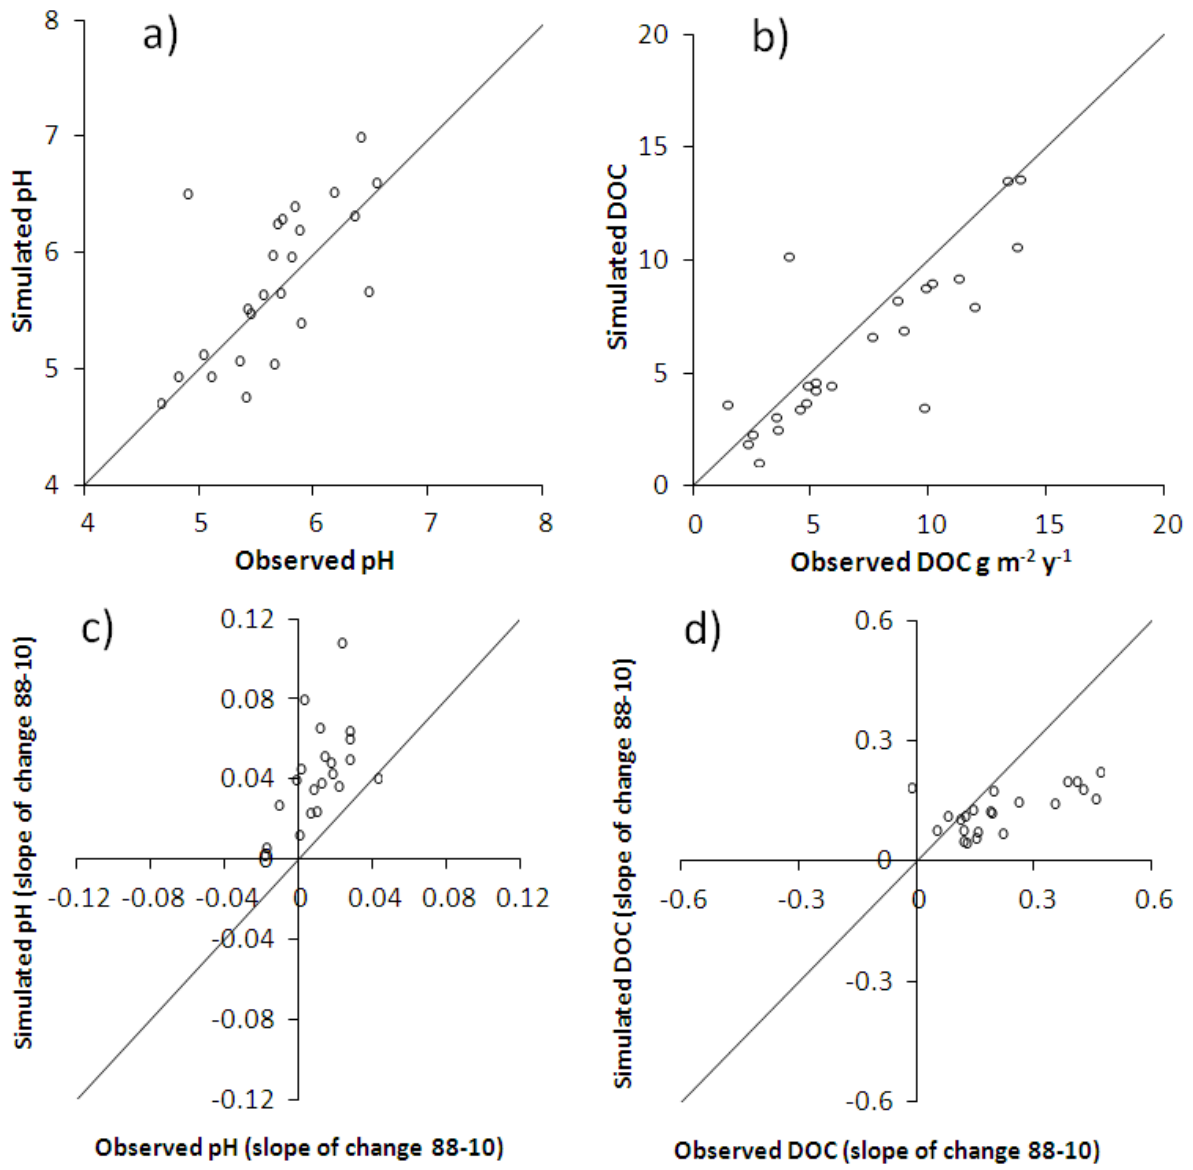 a)
8
7
6
5
4
4 5 6 7 8
Simulated pH
Observed pH
b)
20
15
10
5
0
0 5 10 15 20
Simulated DOC
Observed DOC g m⁻² y⁻¹
c)
0.12
0.08
0.04
0
-0.12 -0.08 -0.04 0 0.04 0.08 0.12
-0.04
-0.08
-0.12
Simulated pH (slope of change 88-10)
Observed pH (slope of change 88-10)
d)
0.6
0.3
0
-0.6 -0.3 0 0.3 0.6
-0.3
-0.6
Simulated DOC (slope of change 88-10)
Observed DOC (slope of change 88-10)